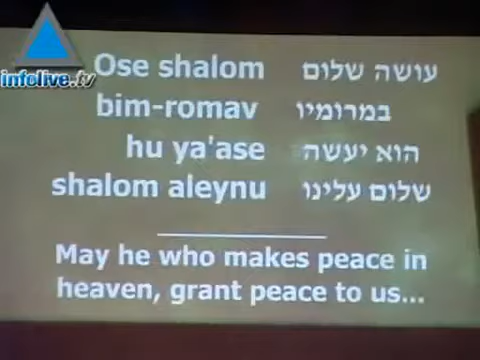 infolive.tv
Ose shalom עושה שלום
bim-romav במרומיו
hu ya'ase הוא יעשה
shalom aleynu שלום עלינו
May he who makes peace in
heaven, grant peace to us...